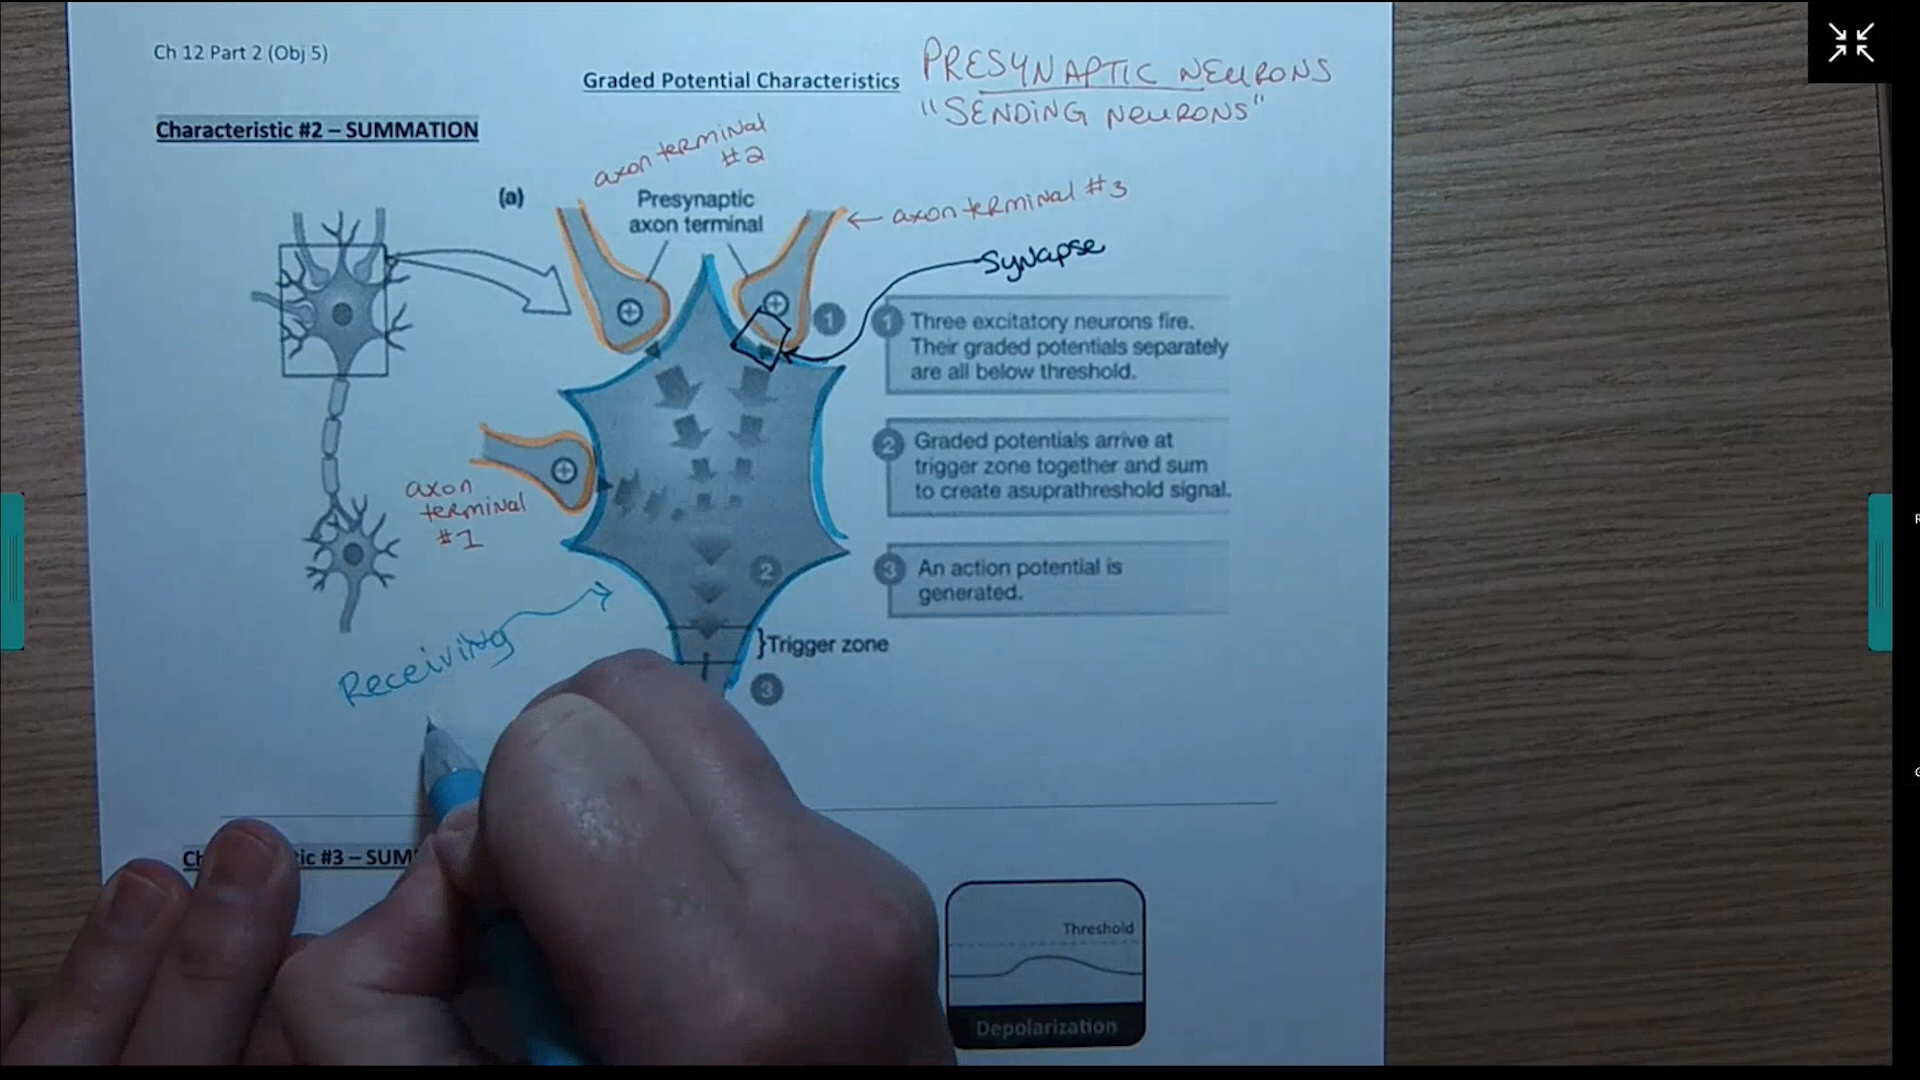 Ch 12 Part 2 (Obj 5)
Graded Potential Characteristics
PRESYNAPTIC NEURONS
"SENDING NEURONS"
Characteristic #2 – SUMMATION
axon terminal
#2
(a)
Presynaptic
axon terminal
← axon terminal #3
Synapse
1
1 Three excitatory neurons fire.
Their graded potentials separately
are all below threshold.
2 Graded potentials arrive at
trigger zone together and sum
to create asuprathreshold signal.
axon
terminal
#1
2
3 An action potential is
generated.
Receiving
}Trigger zone
3
#3 – SUM
Threshold
Depolarization